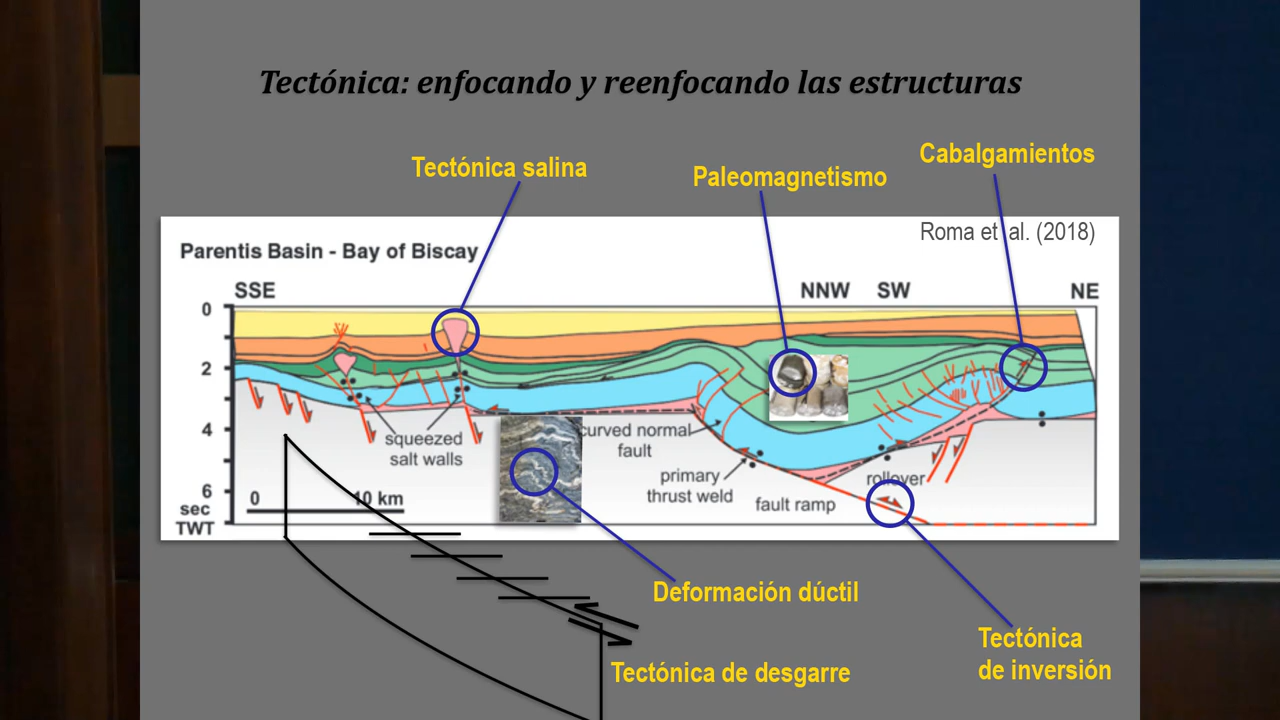 Tectónica: enfocando y reenfocando las estructuras
Tectónica salina
Paleomagnetismo
Cabalgamientos
Roma et al. (2018)
Parentis Basin - Bay of Biscay
SSE
NNW
SW
NE
0
2
4
6
sec
TWT
0
10 km
squeezed
salt walls
curved normal
fault
primary
thrust weld
fault ramp
rollover
Deformación dúctil
Tectónica de desgarre
Tectónica
de inversión